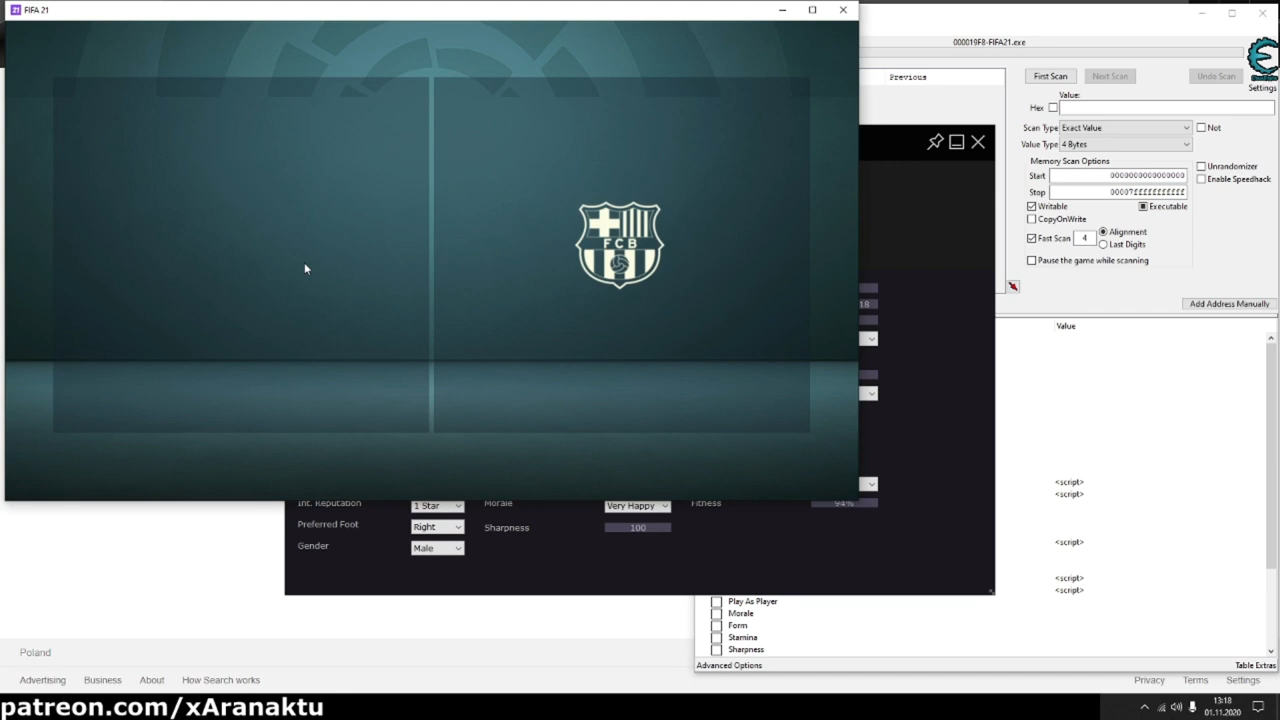 FIFA 21
FCB
000019F8-FIFA21.exe
Previous
First Scan
Next Scan
Undo Scan
Settings
Value:
Hex
Scan Type Exact Value
Not
Value Type 4 Bytes
Memory Scan Options
Start 0000000000000000
Stop 00007fffffffffff
Unrandomizer
Enable Speedhack
Writable
Executable
CopyOnWrite
Fast Scan 4
Alignment
Last Digits
Pause the game while scanning
Add Address Manually
18
Value
<script>
<script>
<script>
<script>
<script>
Int. Reputation 1 Star
Morale Very Happy
Fitness 94%
Preferred Foot Right
Sharpness 100
Gender Male
Play As Player
Morale
Form
Stamina
Sharpness
Advanced Options
Table Extras
Poland
Advertising
Business
About
How Search works
Privacy
Terms
Settings
patreon.com/xAranaktu
13:18
01.11.2020